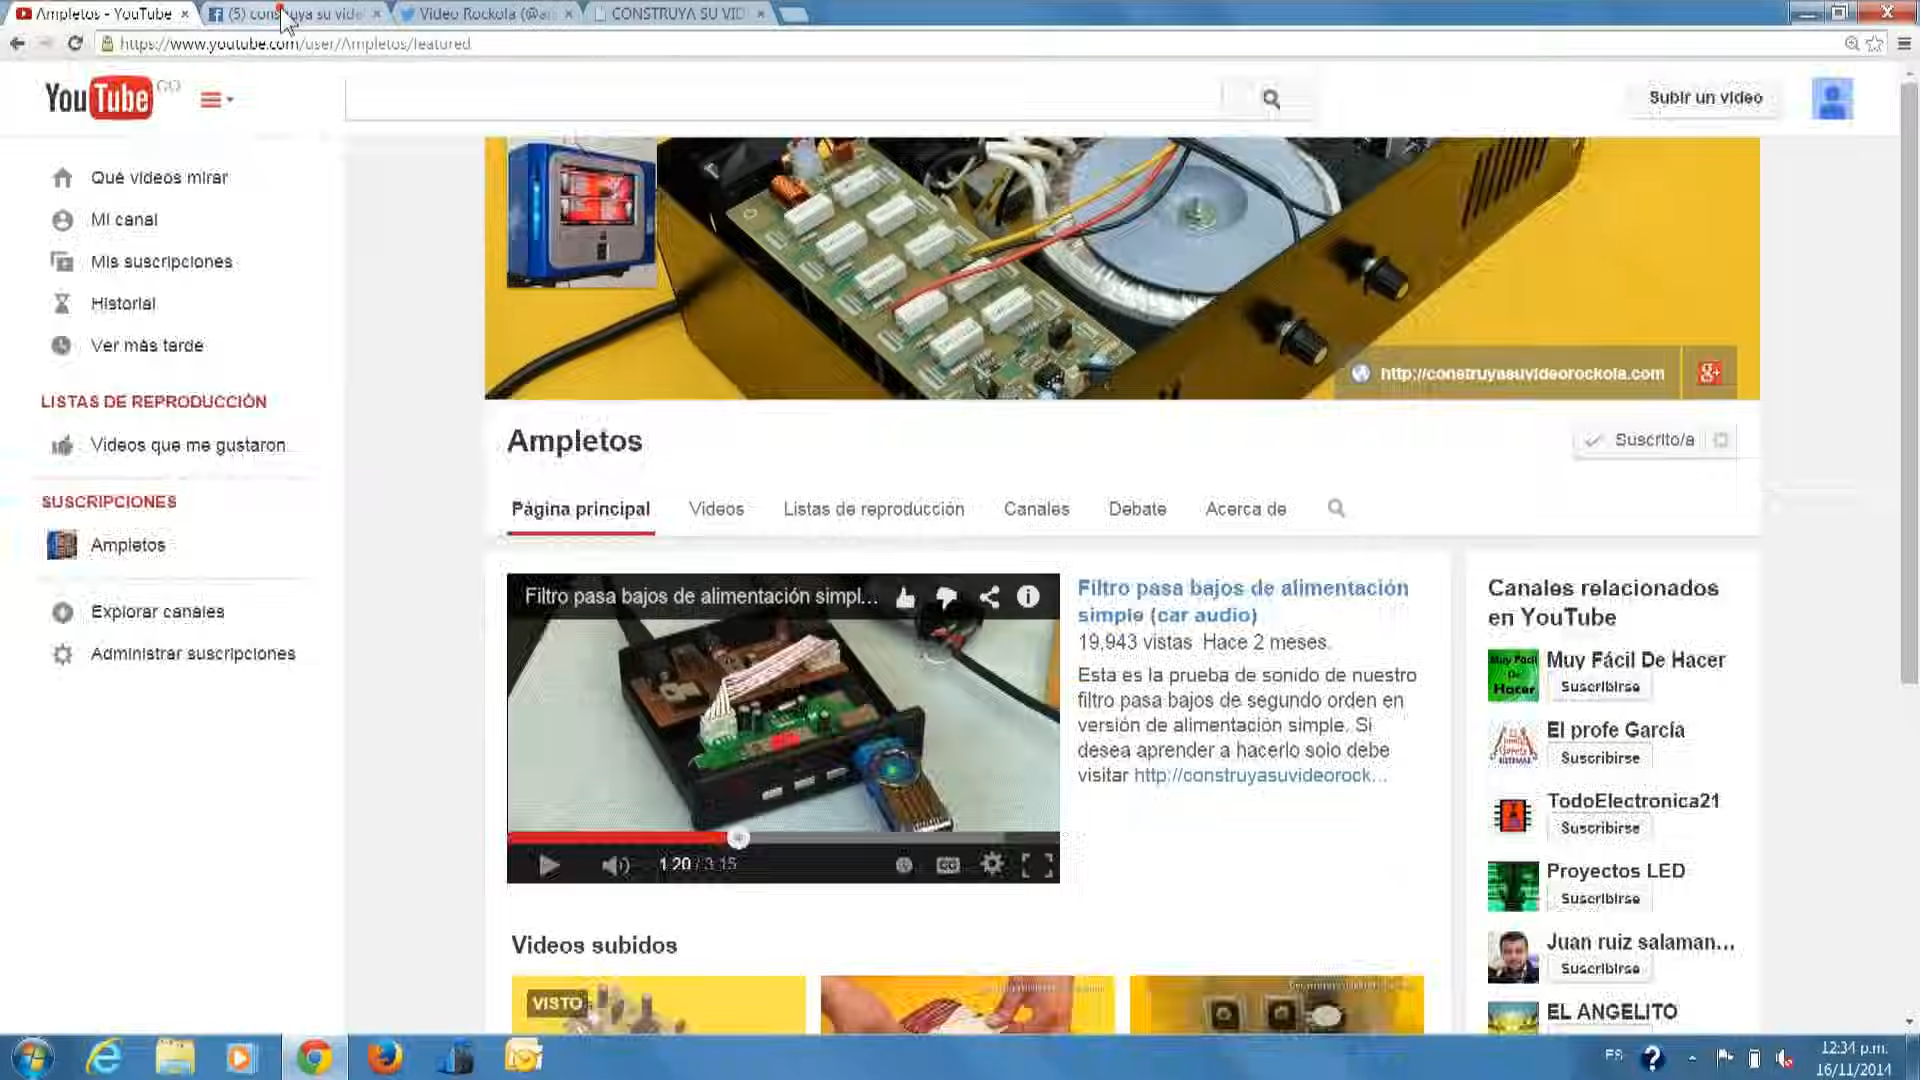 Ampletos - YouTube
(5) construya su vide
Video Rockola (@a
CONSTRUYA SU VID
https://www.youtube.com/user/Ampletos/featured
YouTube CO
Subir un video
Qué videos mirar
Mi canal
Mis suscripciones
Historial
Ver más tarde
LISTAS DE REPRODUCCIÓN
Videos que me gustaron
SUSCRIPCIONES
Ampletos
Explorar canales
Administrar suscripciones
http://construyasuvideorockola.com
g+
Ampletos
Suscrito/a
Página principal
Videos
Listas de reproducción
Canales
Debate
Acerca de
Filtro pasa bajos de alimentación simpl...
1:20 / 3:15
CC
Filtro pasa bajos de alimentación
simple (car audio)
19,943 vistas Hace 2 meses.
Esta es la prueba de sonido de nuestro
filtro pasa bajos de segundo orden en
versión de alimentación simple. Si
desea aprender a hacerlo solo debe
visitar http://construyasuvideorock...
Canales relacionados
en YouTube
Muy Fácil De Hacer
Muy Dácil De Hacer
Suscribirse
El profe García
Suscribirse
TodoElectronica21
Suscribirse
Proyectos LED
Suscribirse
Juan ruiz salaman...
Suscribirse
EL ANGELITO
Videos subidos
VISTO
ES
12:34 p.m.
16/11/2014